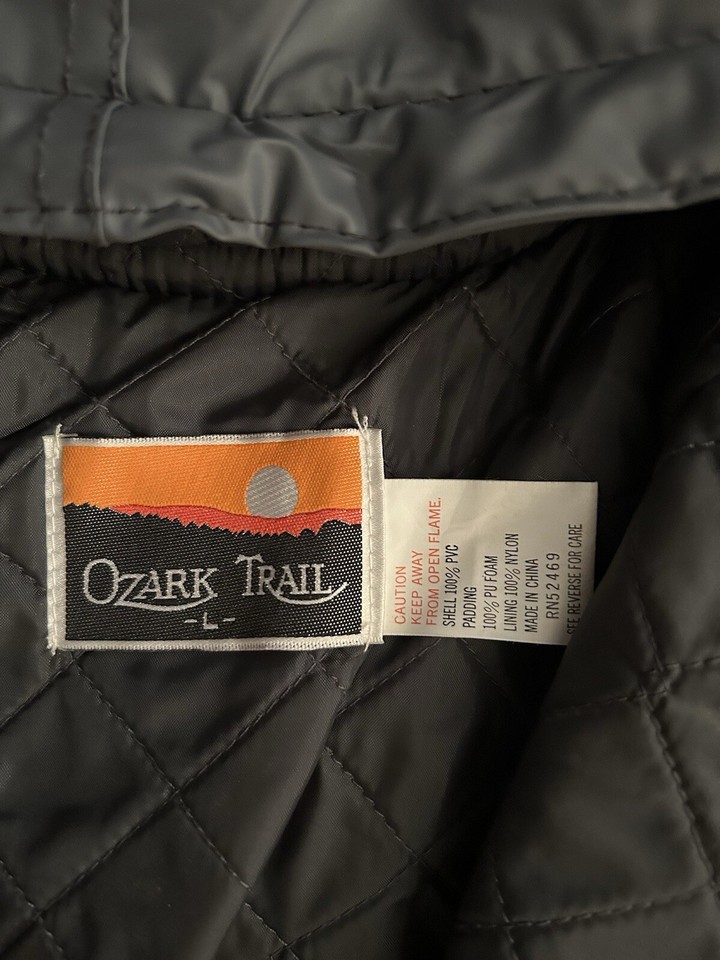 OZARK TRAIL
-L-
CAUTION
KEEP AWAY
FROM OPEN FLAME.
SHELL 100% PVC
PADDING
100% PU FOAM
LINING 100% NYLON
MADE IN CHINA
RN52469
SEE REVERSE FOR CARE